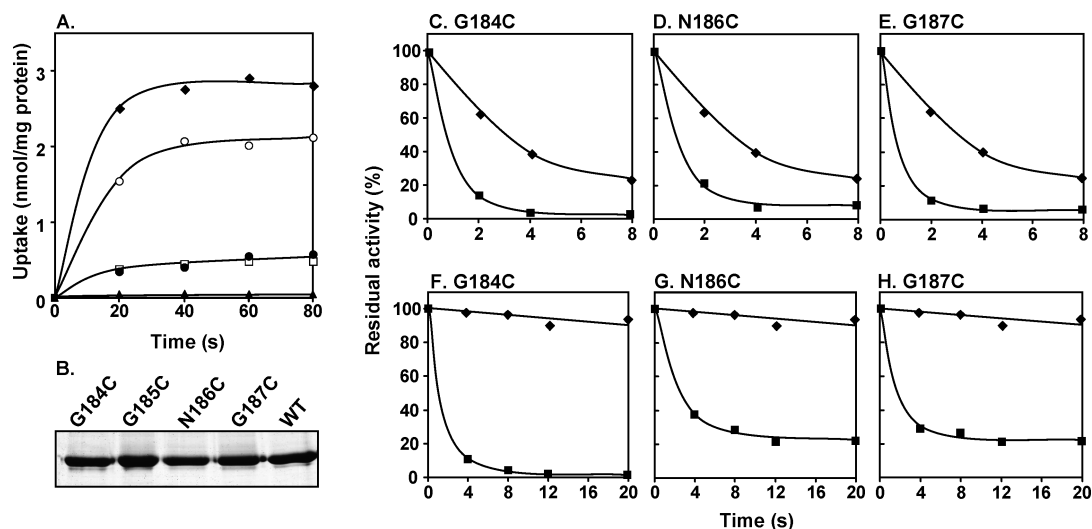 A.
Uptake (nmol/mg protein)
3
2
1
0
0 20 40 60 80
Time (s)
B.
G184C G185C N186C G187C WT
Residual activity (%)
C. G184C
100
80
60
40
20
0
0 2 4 6 8
D. N186C
0 2 4 6 8
E. G187C
0 2 4 6 8
F. G184C
100
80
60
40
20
0
0 4 8 12 20
G. N186C
0 4 8 12 20
H. G187C
0 4 8 12 20
Time (s)